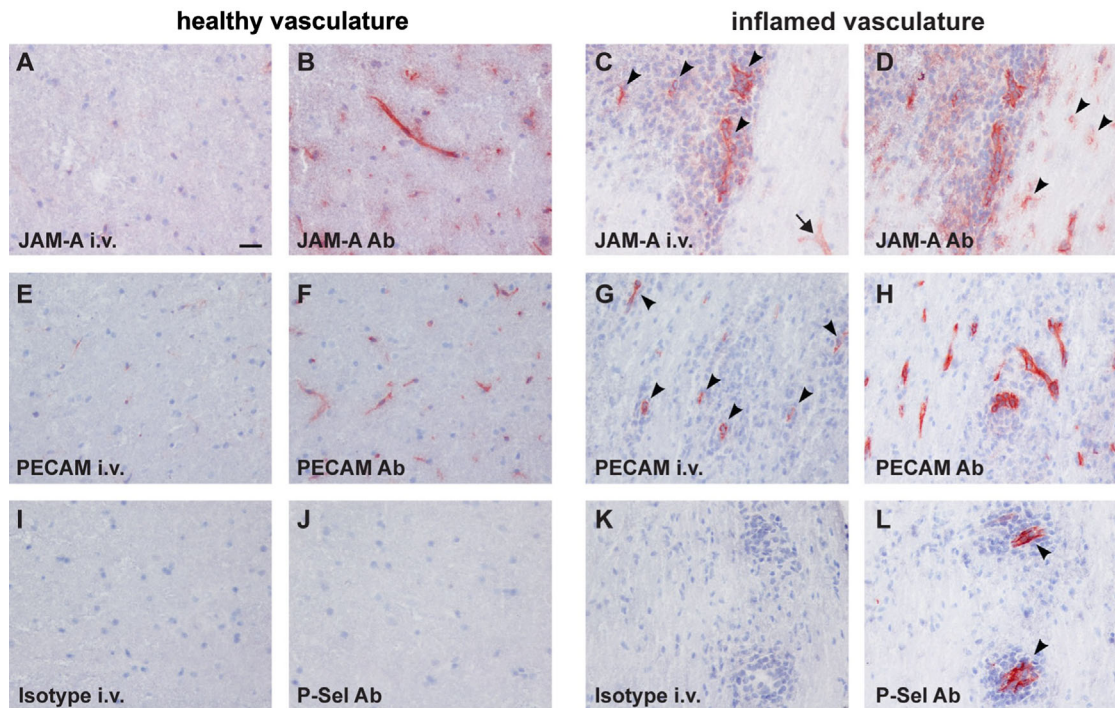 healthy vasculature
inflamed vasculature
A
B
C
D
JAM-A i.v.
JAM-A Ab
JAM-A i.v.
JAM-A Ab
E
F
G
H
PECAM i.v.
PECAM Ab
PECAM i.v.
PECAM Ab
I
J
K
L
Isotype i.v.
P-Sel Ab
Isotype i.v.
P-Sel Ab